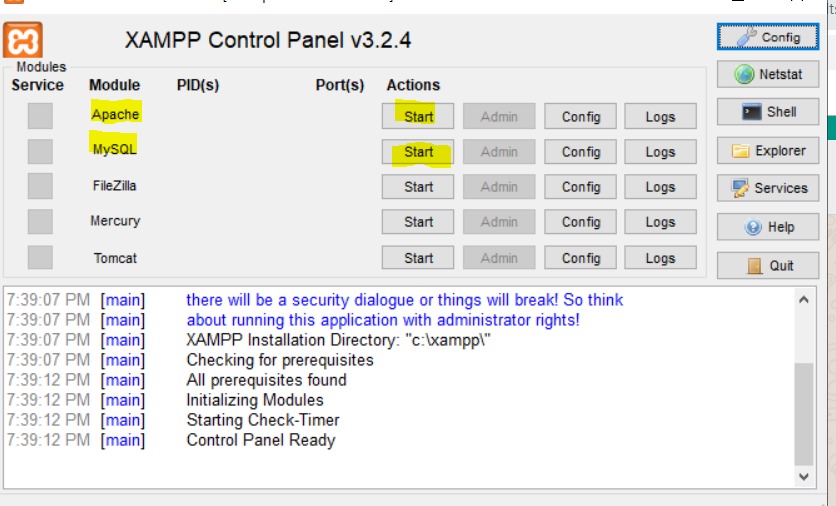 XAMPP Control Panel v3.2.4
Config
Modules
Service Module PID(s) Port(s) Actions
Netstat
Apache Start Admin Config Logs
Shell
MySQL Start Admin Config Logs
Explorer
FileZilla Start Admin Config Logs
Services
Mercury Start Admin Config Logs
Help
Tomcat Start Admin Config Logs
Quit
7:39:07 PM [main] there will be a security dialogue or things will break! So think
7:39:07 PM [main] about running this application with administrator rights!
7:39:07 PM [main] XAMPP Installation Directory: "c:\xampp\"
7:39:07 PM [main] Checking for prerequisites
7:39:12 PM [main] All prerequisites found
7:39:12 PM [main] Initializing Modules
7:39:12 PM [main] Starting Check-Timer
7:39:12 PM [main] Control Panel Ready